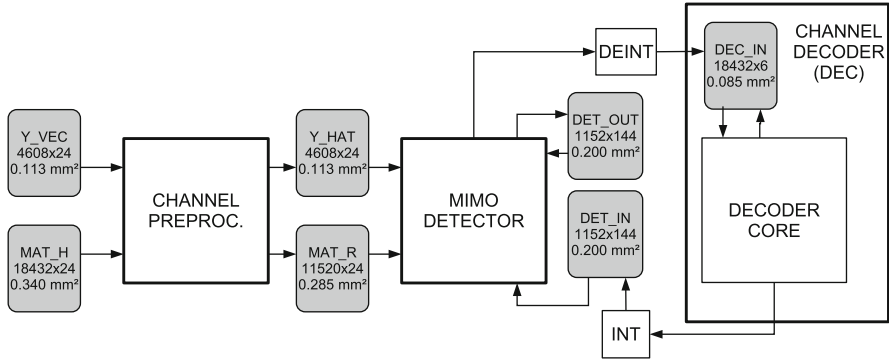 Y_VEC
4608x24
0.113 mm²
MAT_H
18432x24
0.340 mm²
CHANNEL
PREPROC.
Y_HAT
4608x24
0.113 mm²
MAT_R
11520x24
0.285 mm²
MIMO
DETECTOR
DEINT
DET_OUT
1152x144
0.200 mm²
DET_IN
1152x144
0.200 mm²
INT
DEC_IN
18432x6
0.085 mm²
CHANNEL
DECODER
(DEC)
DECODER
CORE